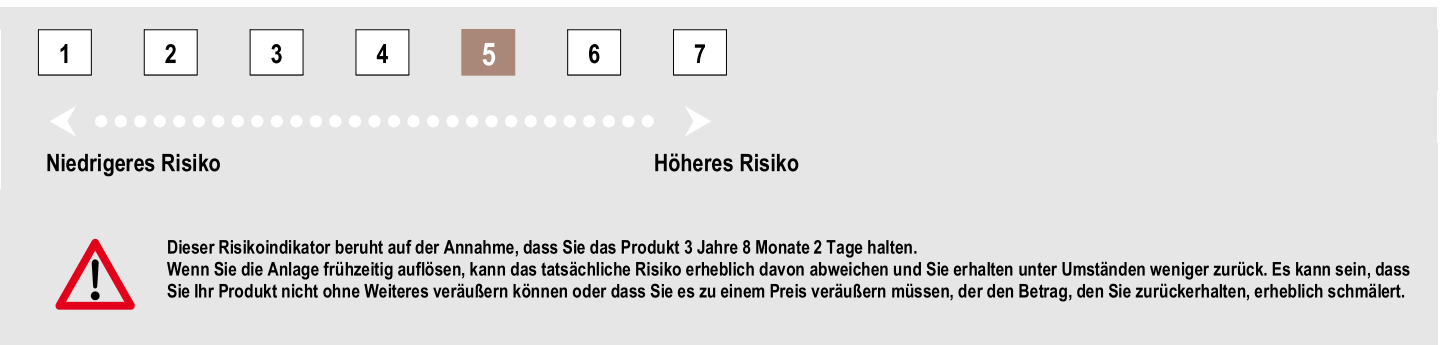 1 2 3 4 5 6 7
Niedrigeres Risiko Höheres Risiko
Dieser Risikoindikator beruht auf der Annahme, dass Sie das Produkt 3 Jahre 8 Monate 2 Tage halten.
Wenn Sie die Anlage frühzeitig auflösen, kann das tatsächliche Risiko erheblich davon abweichen und Sie erhalten unter Umständen weniger zurück. Es kann sein, dass
Sie Ihr Produkt nicht ohne Weiteres veräußern können oder dass Sie es zu einem Preis veräußern müssen, der den Betrag, den Sie zurückerhalten, erheblich schmälert.